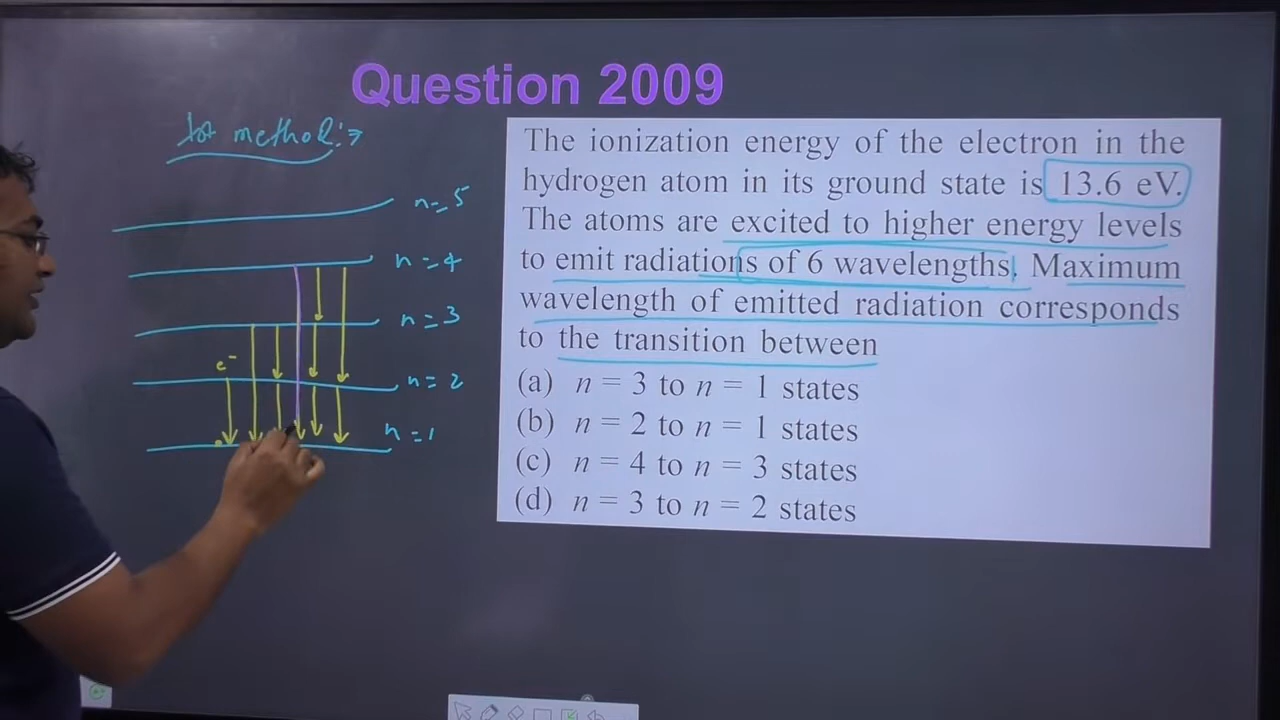 Question 2009
1st method:⇒
n=5
n=4
n=3
e⁻
n=2
n=1
The ionization energy of the electron in the
hydrogen atom in its ground state is 13.6 eV.
The atoms are excited to higher energy levels
to emit radiations of 6 wavelengths. Maximum
wavelength of emitted radiation corresponds
to the transition between
(a) n = 3 to n = 1 states
(b) n = 2 to n = 1 states
(c) n = 4 to n = 3 states
(d) n = 3 to n = 2 states